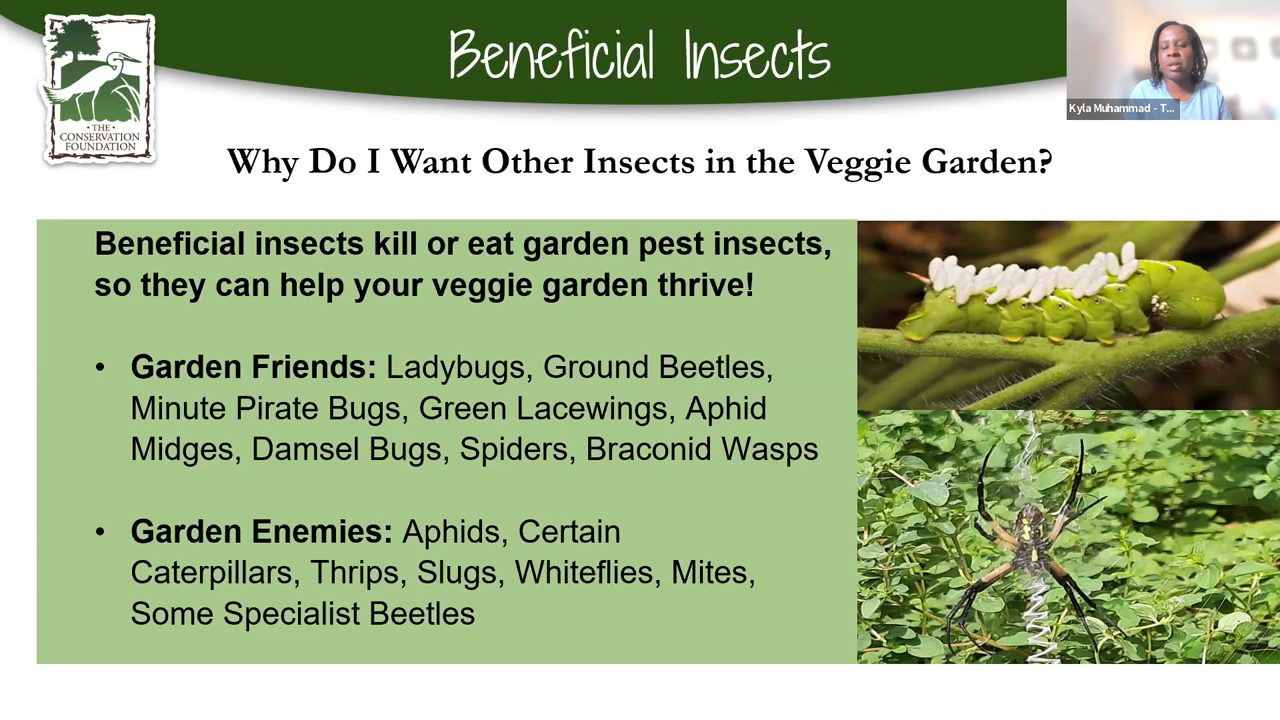 Beneficial Insects
• THE •
CONSERVATION
FOUNDATION
Kyla Muhammad - T...
Why Do I Want Other Insects in the Veggie Garden?
Beneficial insects kill or eat garden pest insects,
so they can help your veggie garden thrive!
• Garden Friends: Ladybugs, Ground Beetles,
Minute Pirate Bugs, Green Lacewings, Aphid
Midges, Damsel Bugs, Spiders, Braconid Wasps
• Garden Enemies: Aphids, Certain
Caterpillars, Thrips, Slugs, Whiteflies, Mites,
Some Specialist Beetles